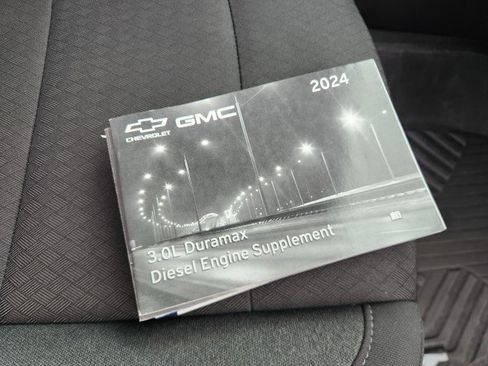 2024
CHEVROLET GMC
3.0L Duramax
Diesel Engine Supplement